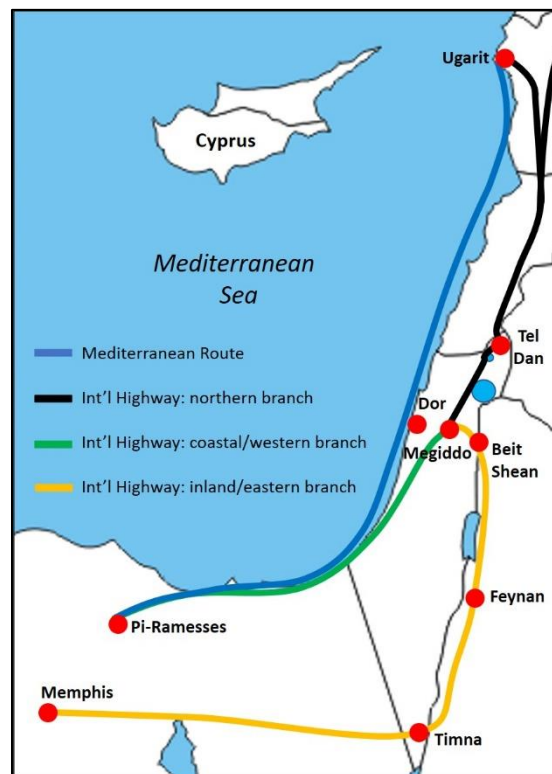 Ugarit
Cyprus
Mediterranean
Sea
Mediterranean Route
Int'l Highway: northern branch
Int'l Highway: coastal/western branch
Int'l Highway: inland/eastern branch
Tel
Dan
Dor
Megiddo
Beit
Shean
Feynan
Pi-Ramesses
Memphis
Timna